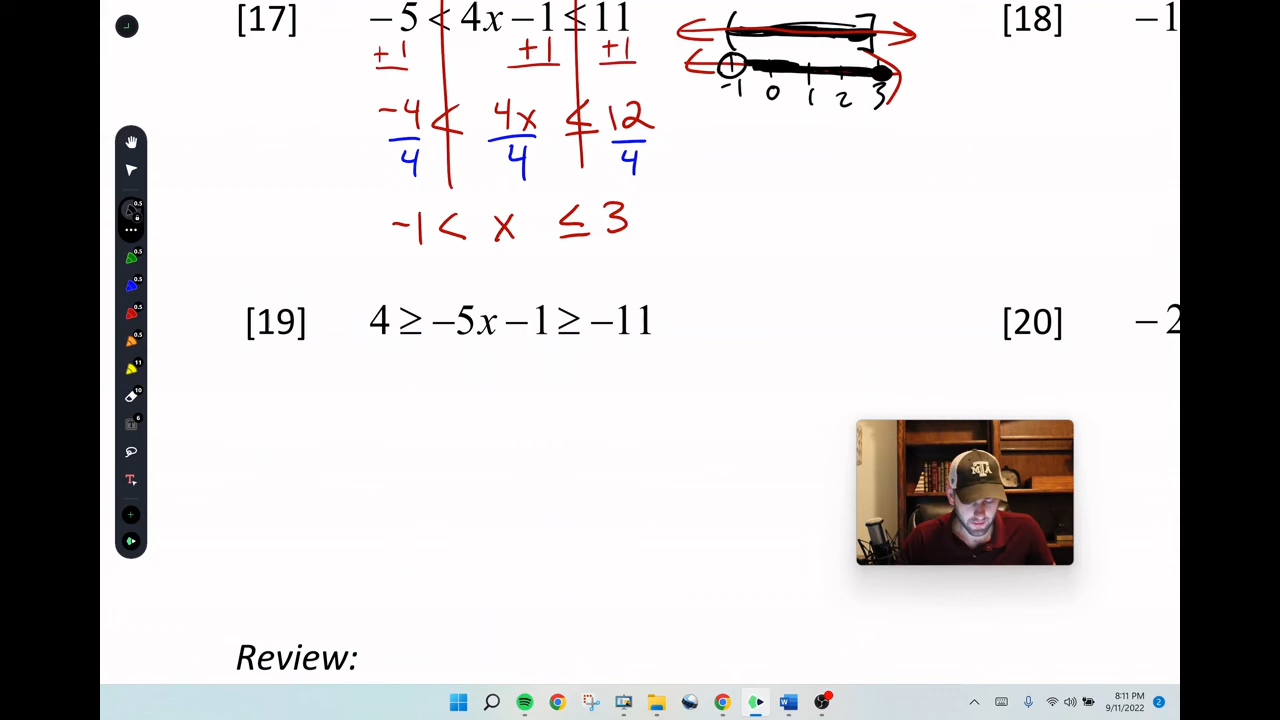 [17] −5 < 4x − 1 ≤ 11 [18] −1
+1 +1 +1
-1 0 1 2 3
-4 < 4x ≤ 12
4 4 4
-1 < x ≤ 3
[19] 4 ≥ −5x − 1 ≥ −11 [20] −2
Review:
8:11 PM
9/11/2022